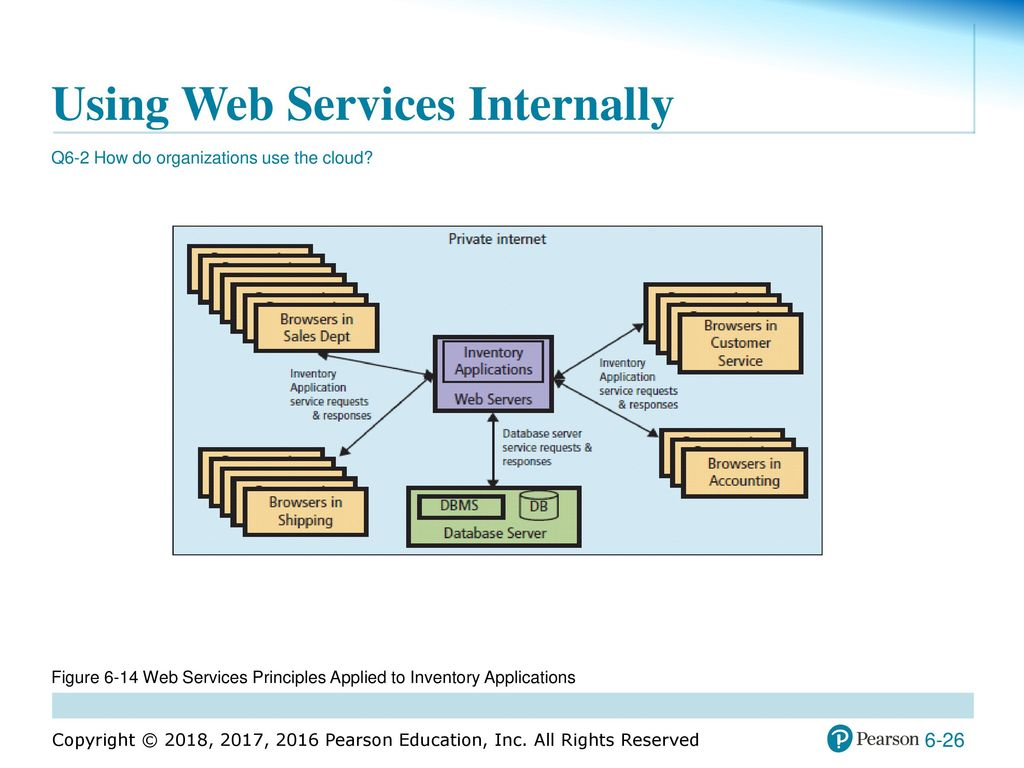 Using Web Services Internally
Q6-2 How do organizations use the cloud?
Private internet
Browsers in
Sales Dept
Inventory
Application
service requests
& responses
Inventory
Applications
Web Servers
Inventory
Application
service requests
& responses
Browsers in
Customer
Service
Database server
service requests &
responses
Browsers in
Shipping
DBMS
DB
Database Server
Browsers in
Accounting
Figure 6-14 Web Services Principles Applied to Inventory Applications
Copyright © 2018, 2017, 2016 Pearson Education, Inc. All Rights Reserved
P Pearson 6-26